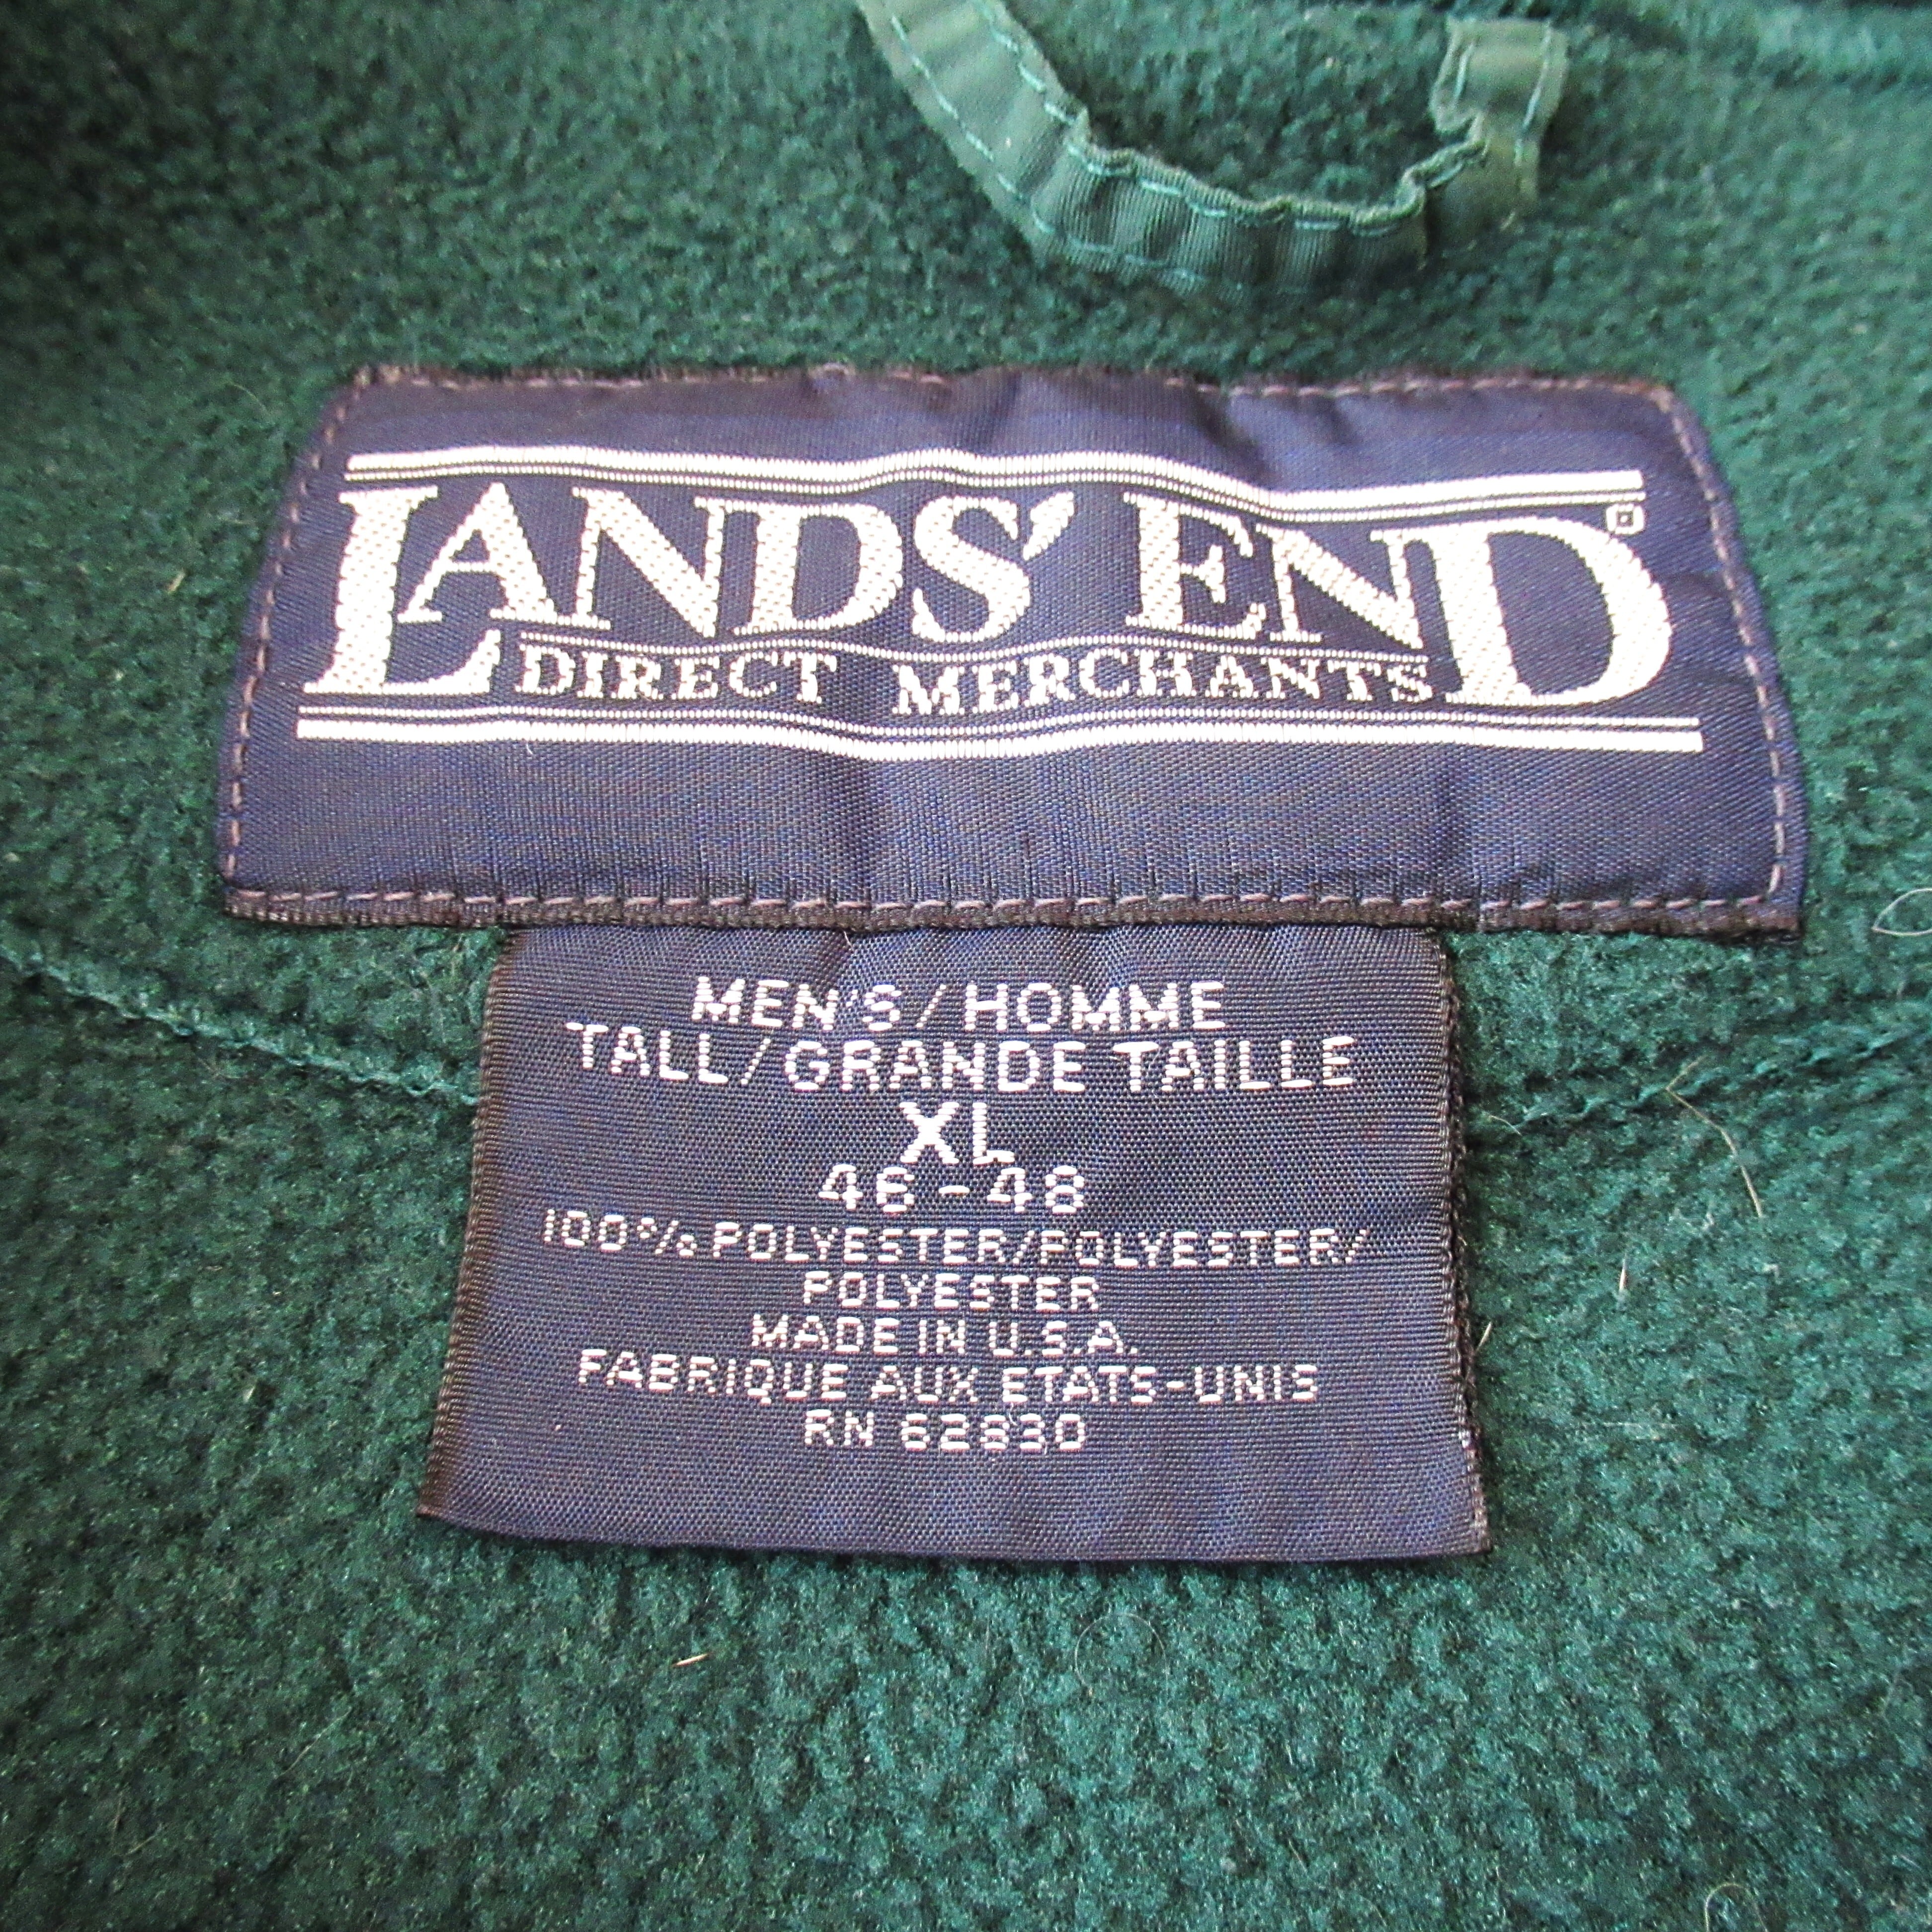 LANDS' END®
DIRECT MERCHANTS
MEN'S/HOMME
TALL/GRANDE TAILLE
XL
46-48
100% POLYESTER/POLYESTER/
POLYESTER
MADE IN U.S.A.
FABRIQUE AUX ETATS-UNIS
RN 62830